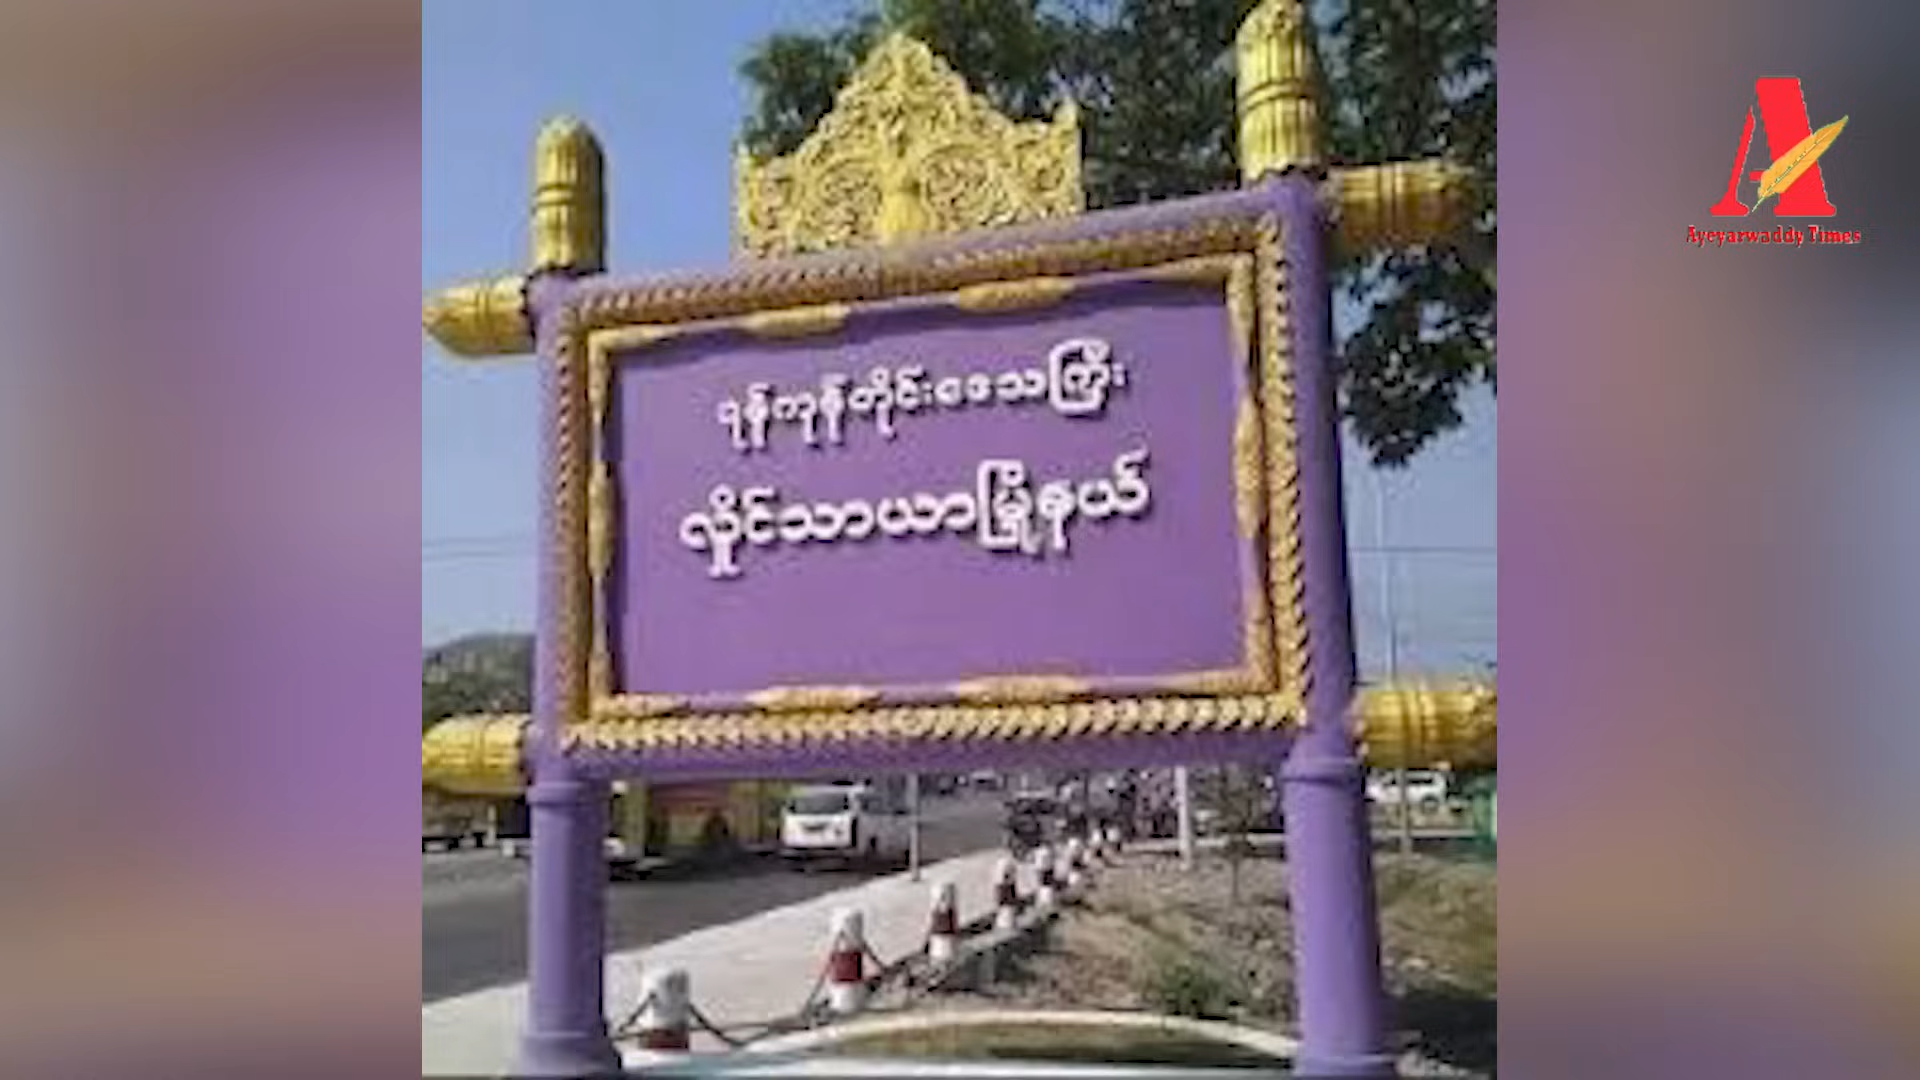 ရန်ကုန်တိုင်းဒေသကြီး
လှိုင်သာယာမြို့နယ်
Ayeyarwaddy Times